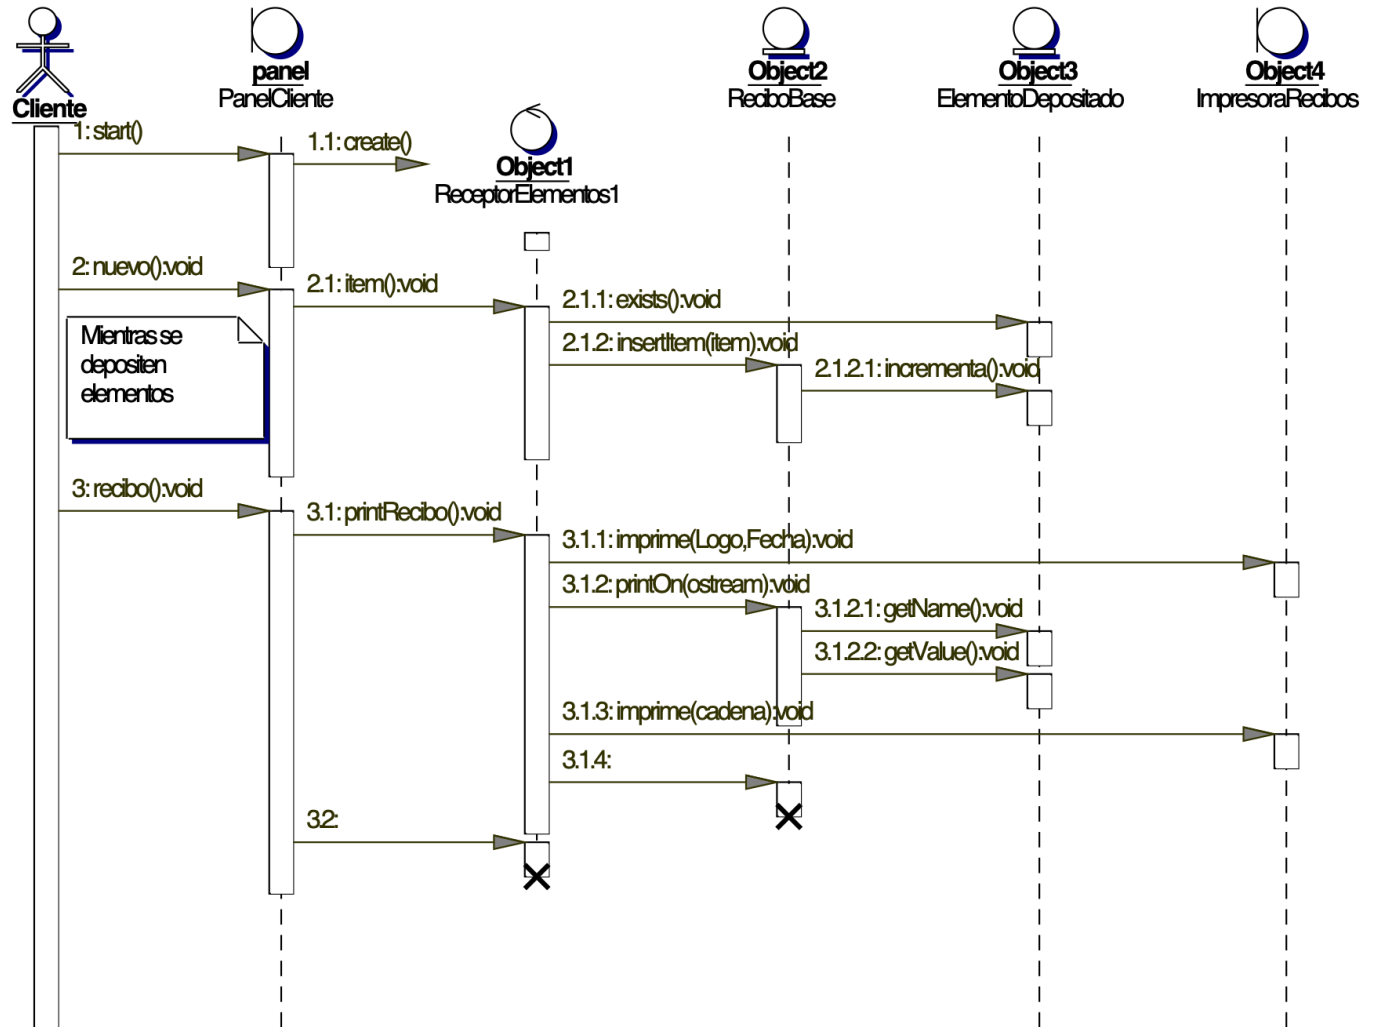 Cliente
panel
PanelCliente
Object1
ReceptorElementos1
Object2
ReciboBase
Object3
ElementoDepositado
Object4
ImpresoraRecibos
1: start()
1.1: create()
2: nuevo():void
2.1: item():void
2.1.1: exists():void
2.1.2: insertItem(item):void
2.1.2.1: incrementa():void
Mientras se
depositen
elementos
3: recibo():void
3.1: printRecibo():void
3.1.1: imprime(Logo,Fecha):void
3.1.2: printOn(ostream):void
3.1.2.1: getName():void
3.1.2.2: getValue():void
3.1.3: imprime(cadena):void
3.1.4:
3.2: